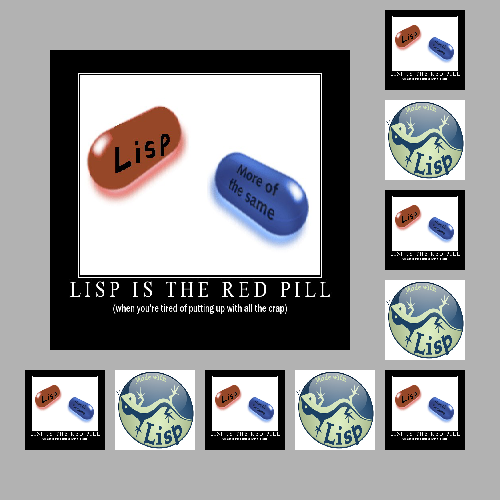 Lisp
More of
the same
LISP IS THE RED PILL
(when you're tired of putting up with all the crap)
Lisp
LISP IS THE RED PILL
Made with
Lisp
Lisp
LISP IS THE RED PILL
Made with
Lisp
Lisp
LISP IS THE RED PILL
Made with
Lisp
Lisp
LISP IS THE RED PILL
Made with
Lisp
Lisp
LISP IS THE RED PILL